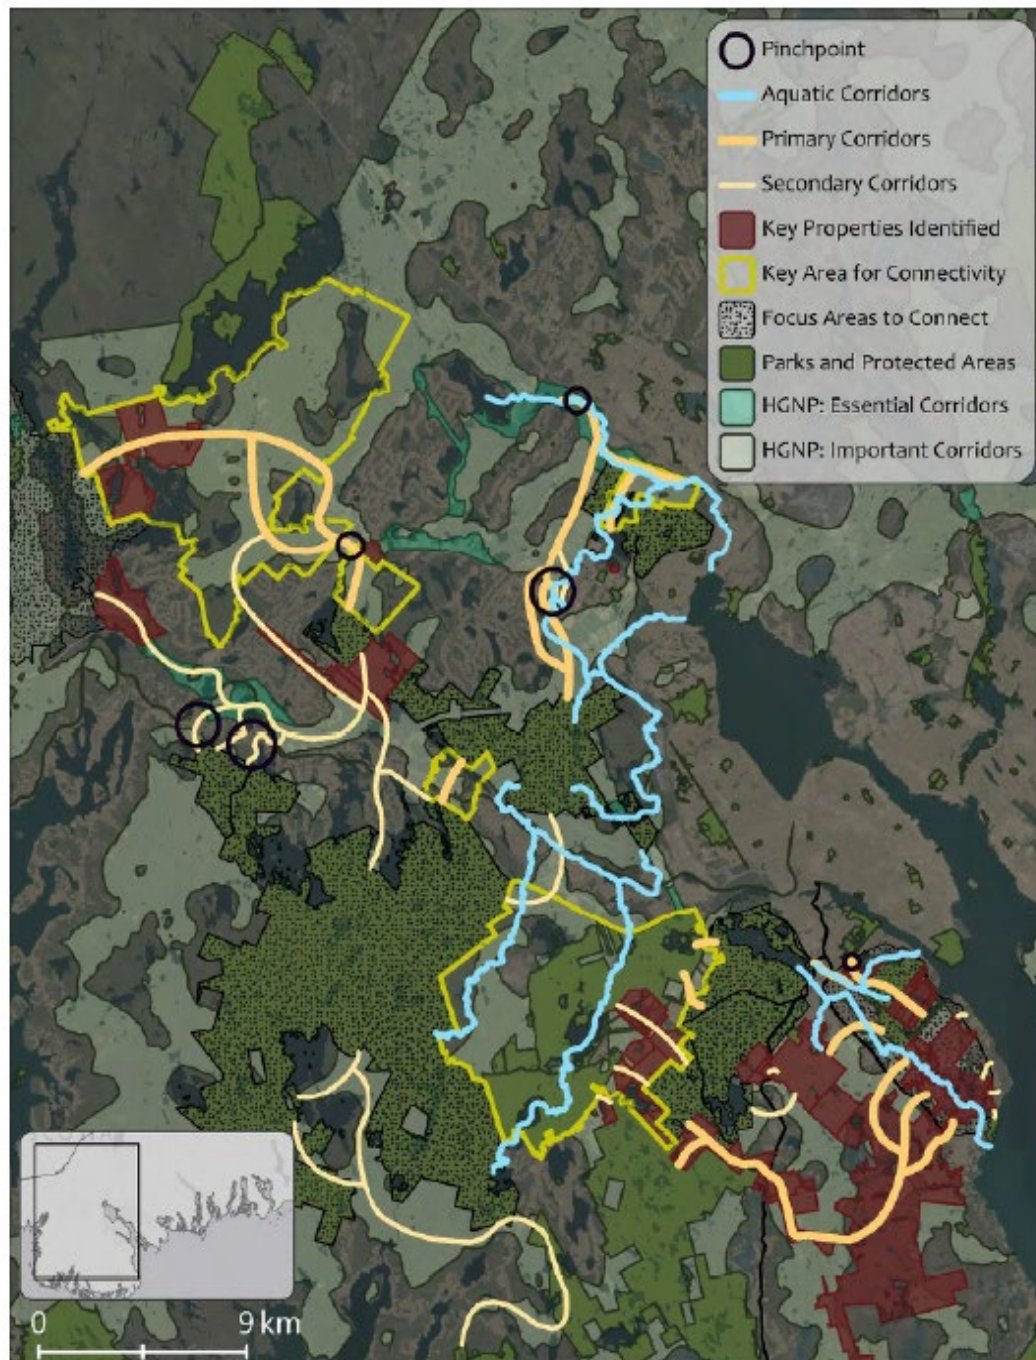 Pinchpoint
Aquatic Corridors
Primary Corridors
Secondary Corridors
Key Properties Identified
Key Area for Connectivity
Focus Areas to Connect
Parks and Protected Areas
HGNP: Essential Corridors
HGNP: Important Corridors
0 9 km